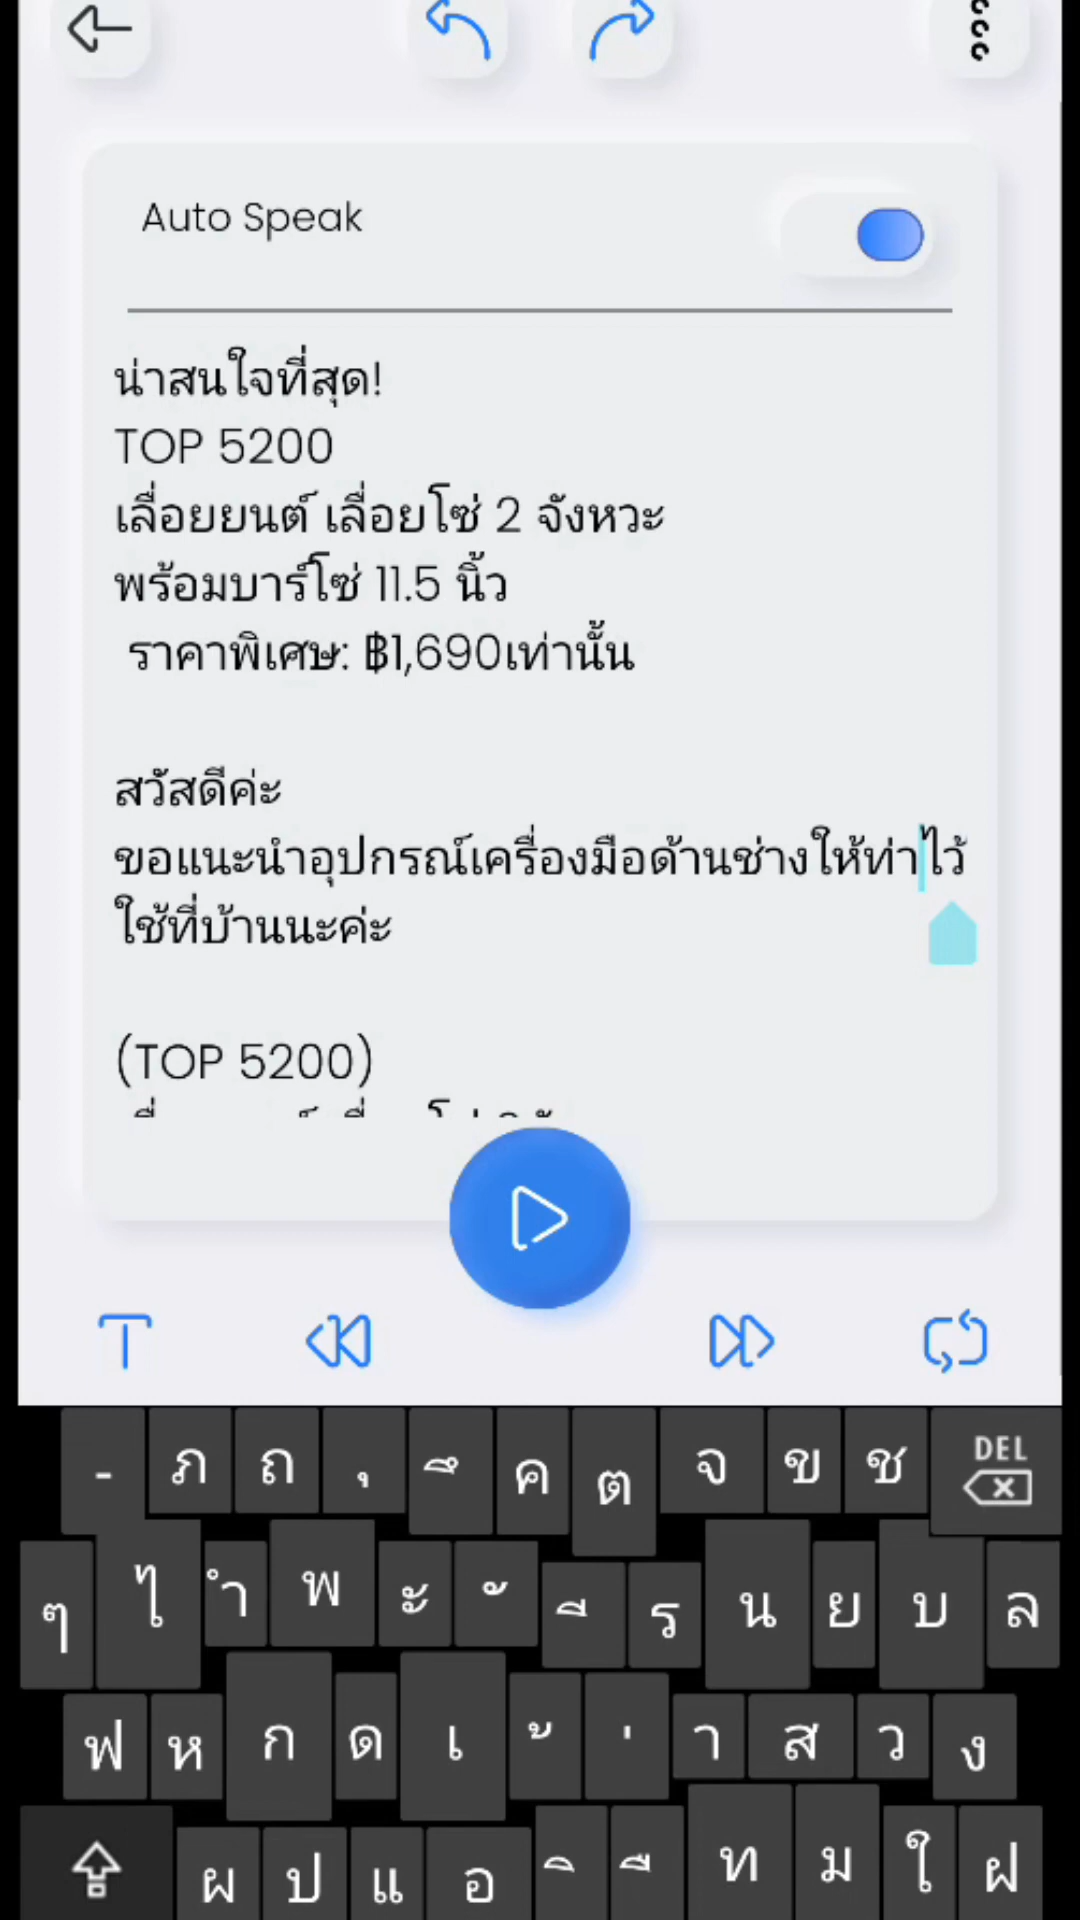 Auto Speak
น่าสนใจที่สุด!
TOP 5200
เลื่อยยนต์ เลื่อยโซ่ 2 จังหวะ
พร้อมบาร์โซ่ 11.5 นิ้ว
ราคาพิเศษ: ฿1,690เท่านั้น
สวัสดีค่ะ
ขอแนะนำอุปกรณ์เครื่องมือด้านช่างให้ท่าไว้
ใช้ที่บ้านนะค่ะ
(TOP 5200)
- ภ ถ ุ ึ ค ต จ ข ช DEL
ๆ ไ ำ พ ะ ั ี ร น ย บ ล
ฟ ห ก ด เ ้ ่ า ส ว ง
ผ ป แ อ ิ ื ท ม ใ ฝ